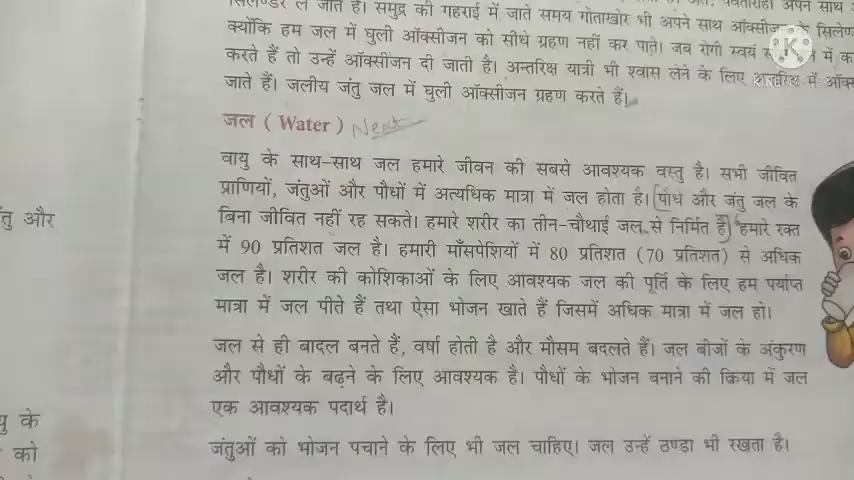 सिलेण्डर ले जाते हैं। समुद्र की गहराई में जाते समय गोताखोर भी अपने साथ ऑक्सीजन के
क्योंकि हम जल में घुली ऑक्सीजन को सीधे ग्रहण नहीं कर पाते। जब रोगी स्वयं
करते हैं तो उन्हें ऑक्सीजन दी जाती है। अन्तरिक्ष यात्री भी श्वास लेने के लिए अन्तरिक्ष में
जाते हैं। जलीय जंतु जल में घुली ऑक्सीजन ग्रहण करते हैं।
जल ( Water ) Next
वायु के साथ-साथ जल हमारे जीवन की सबसे आवश्यक वस्तु है। सभी जीवित
प्राणियों, जंतुओं और पौधों में अत्यधिक मात्रा में जल होता है। पौधे और जंतु जल के
तु और बिना जीवित नहीं रह सकते। हमारे शरीर का तीन-चौथाई जल से निर्मित है। हमारे रक्त
में 90 प्रतिशत जल है। हमारी माँसपेशियों में 80 प्रतिशत (70 प्रतिशत) से अधिक
जल है। शरीर की कोशिकाओं के लिए आवश्यक जल की पूर्ति के लिए हम पर्याप्त
मात्रा में जल पीते हैं तथा ऐसा भोजन खाते हैं जिसमें अधिक मात्रा में जल हो।
जल से ही बादल बनते हैं, वर्षा होती है और मौसम बदलते हैं। जल बीजों के अंकुरण
और पौधों के बढ़ने के लिए आवश्यक है। पौधों के भोजन बनाने की क्रिया में जल
एक आवश्यक पदार्थ है।
यु के
को जंतुओं को भोजन पचाने के लिए भी जल चाहिए। जल उन्हें ठण्डा भी रखता है।